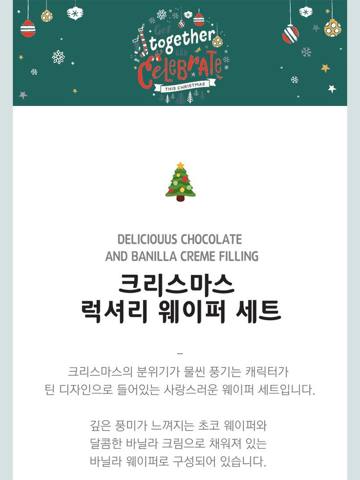 Let's
together
CELEBRATE
THIS CHRISTMAS
DELICIOUUS CHOCOLATE
AND BANILLA CREME FILLING
크리스마스
럭셔리 웨이퍼 세트
–
크리스마스의 분위기가 물씬 풍기는 캐릭터가
틴 디자인으로 들어있는 사랑스러운 웨이퍼 세트입니다.
깊은 풍미가 느껴지는 초코 웨이퍼와
달콤한 바닐라 크림으로 채워져 있는
바닐라 웨이퍼로 구성되어 있습니다.